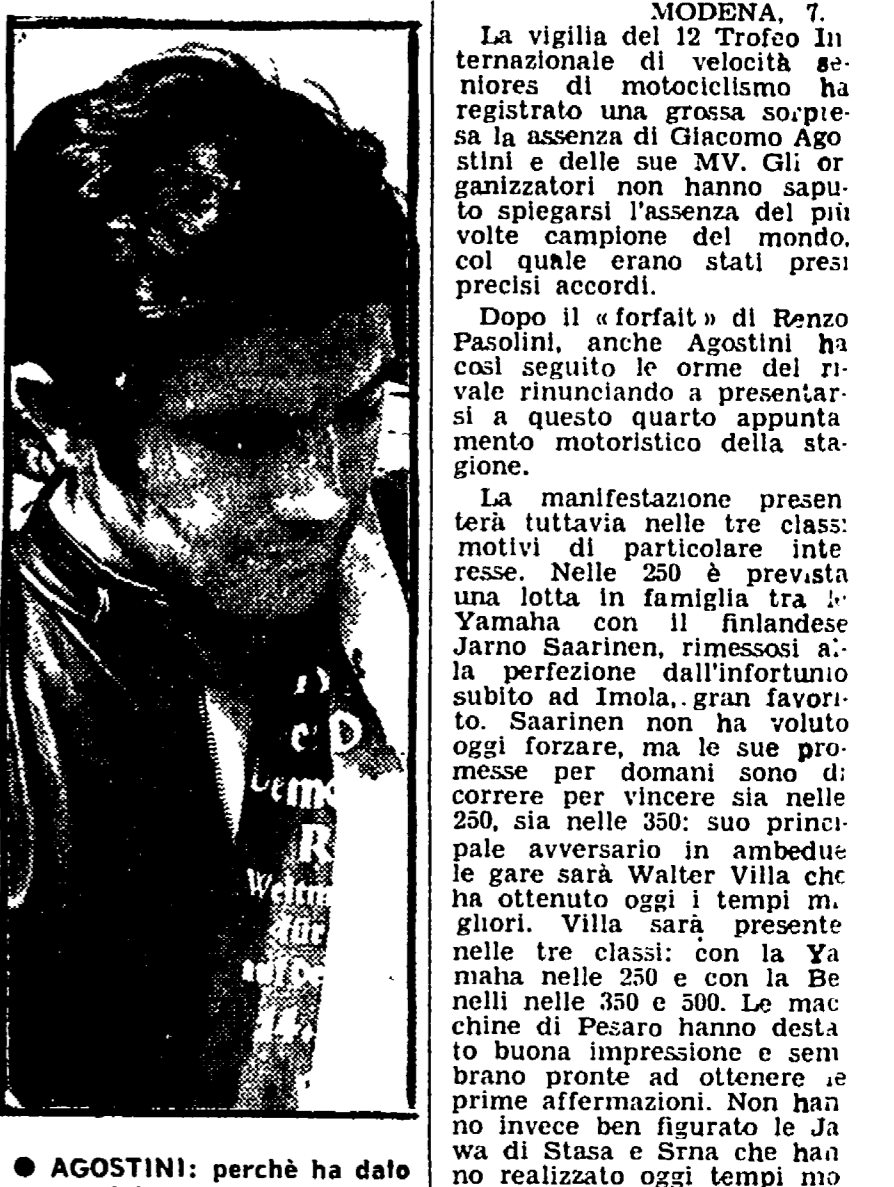 MODENA, 7.
La vigilia del 12 Trofeo In
ternazionale di velocità se-
niores di motociclismo ha
registrato una grossa sorpre-
sa la assenza di Giacomo Ago
stini e delle sue MV. Gli or
ganizzatori non hanno sapu-
to spiegarsi l'assenza del più
volte campione del mondo.
col quale erano stati presi
precisi accordi.
Dopo il « forfait » di Renzo
Pasolini, anche Agostini ha
così seguito le orme del ri-
vale rinunciando a presentar-
si a questo quarto appunta
mento motoristico della sta-
gione.
La manifestazione presen
terà tuttavia nelle tre classi
motivi di particolare inte
resse. Nelle 250 è prevista
una lotta in famiglia tra le
Yamaha con il finlandese
Jarno Saarinen, rimessosi al-
la perfezione dall'infortunio
subito ad Imola, gran favori-
to. Saarinen non ha voluto
oggi forzare, ma le sue pro-
messe per domani sono di
correre per vincere sia nelle
250, sia nelle 350: suo princi-
pale avversario in ambedue
le gare sarà Walter Villa che
ha ottenuto oggi i tempi mi
gliori. Villa sarà presente
nelle tre classi: con la Ya
maha nelle 250 e con la Be
nelli nelle 350 e 500. Le mac
chine di Pesaro hanno desta
to buona impressione e sem
brano pronte ad ottenere le
prime affermazioni. Non han
no invece ben figurato le Ja
wa di Stasa e Srna che han
no realizzato oggi tempi mo
● AGOSTINI: perchè ha dato